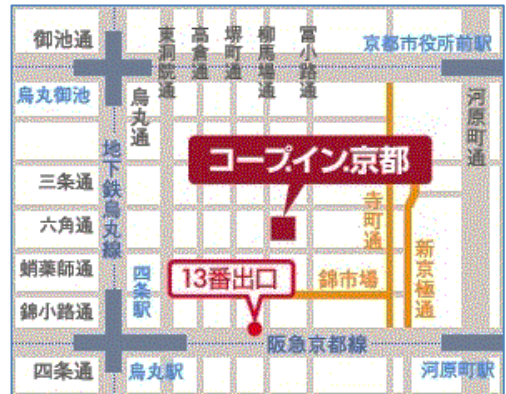 御池通
東洞院通
高倉通
堺町通
柳馬場通
富小路通
京都市役所前駅
烏丸御池
烏丸通
河原町通
地下鉄烏丸線
コープ.イン.京都
三条通
六角通
寺町通
新京極通
蛸薬師通
四条駅
13番出口
錦市場
錦小路通
阪急京都線
四条通
烏丸駅
河原町駅